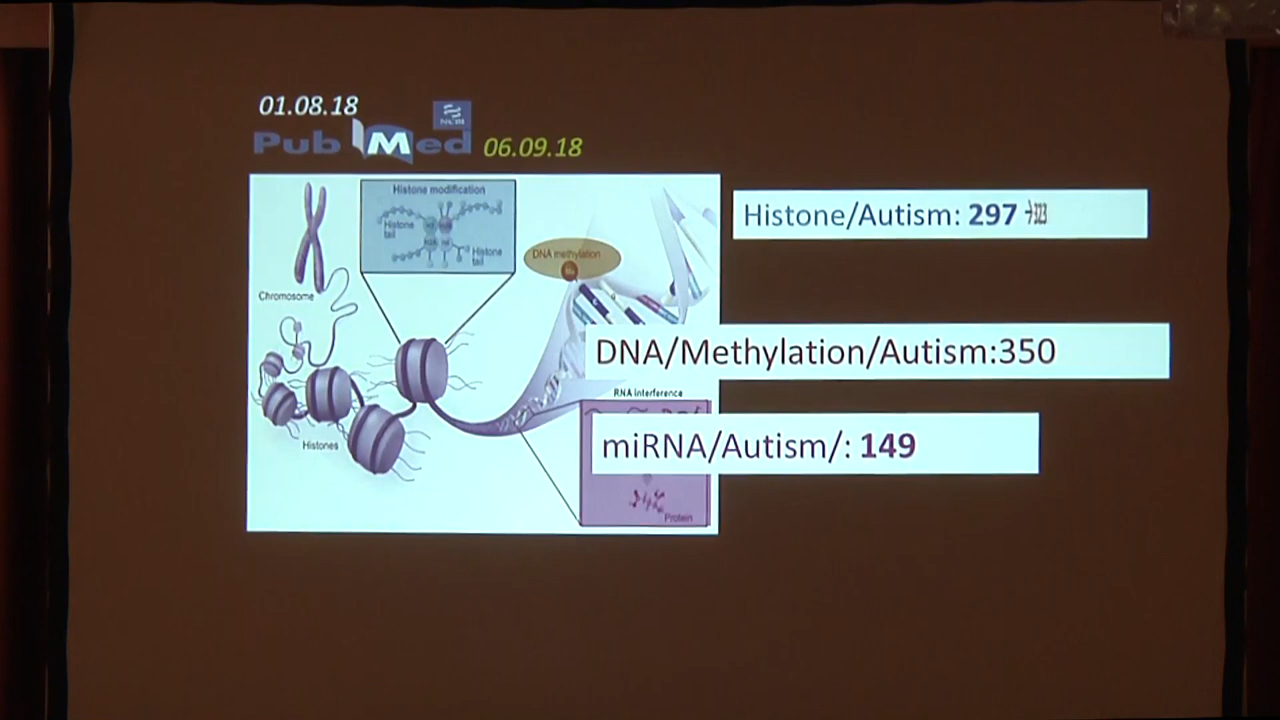 01.08.18
NCBI
PubMed
06.09.18
Histone modification
Histone
tail
Histone
tail
DNA methylation
Chromosome
Histones
RNA interference
Protein
Histone/Autism: 297
DNA/Methylation/Autism:350
miRNA/Autism/: 149